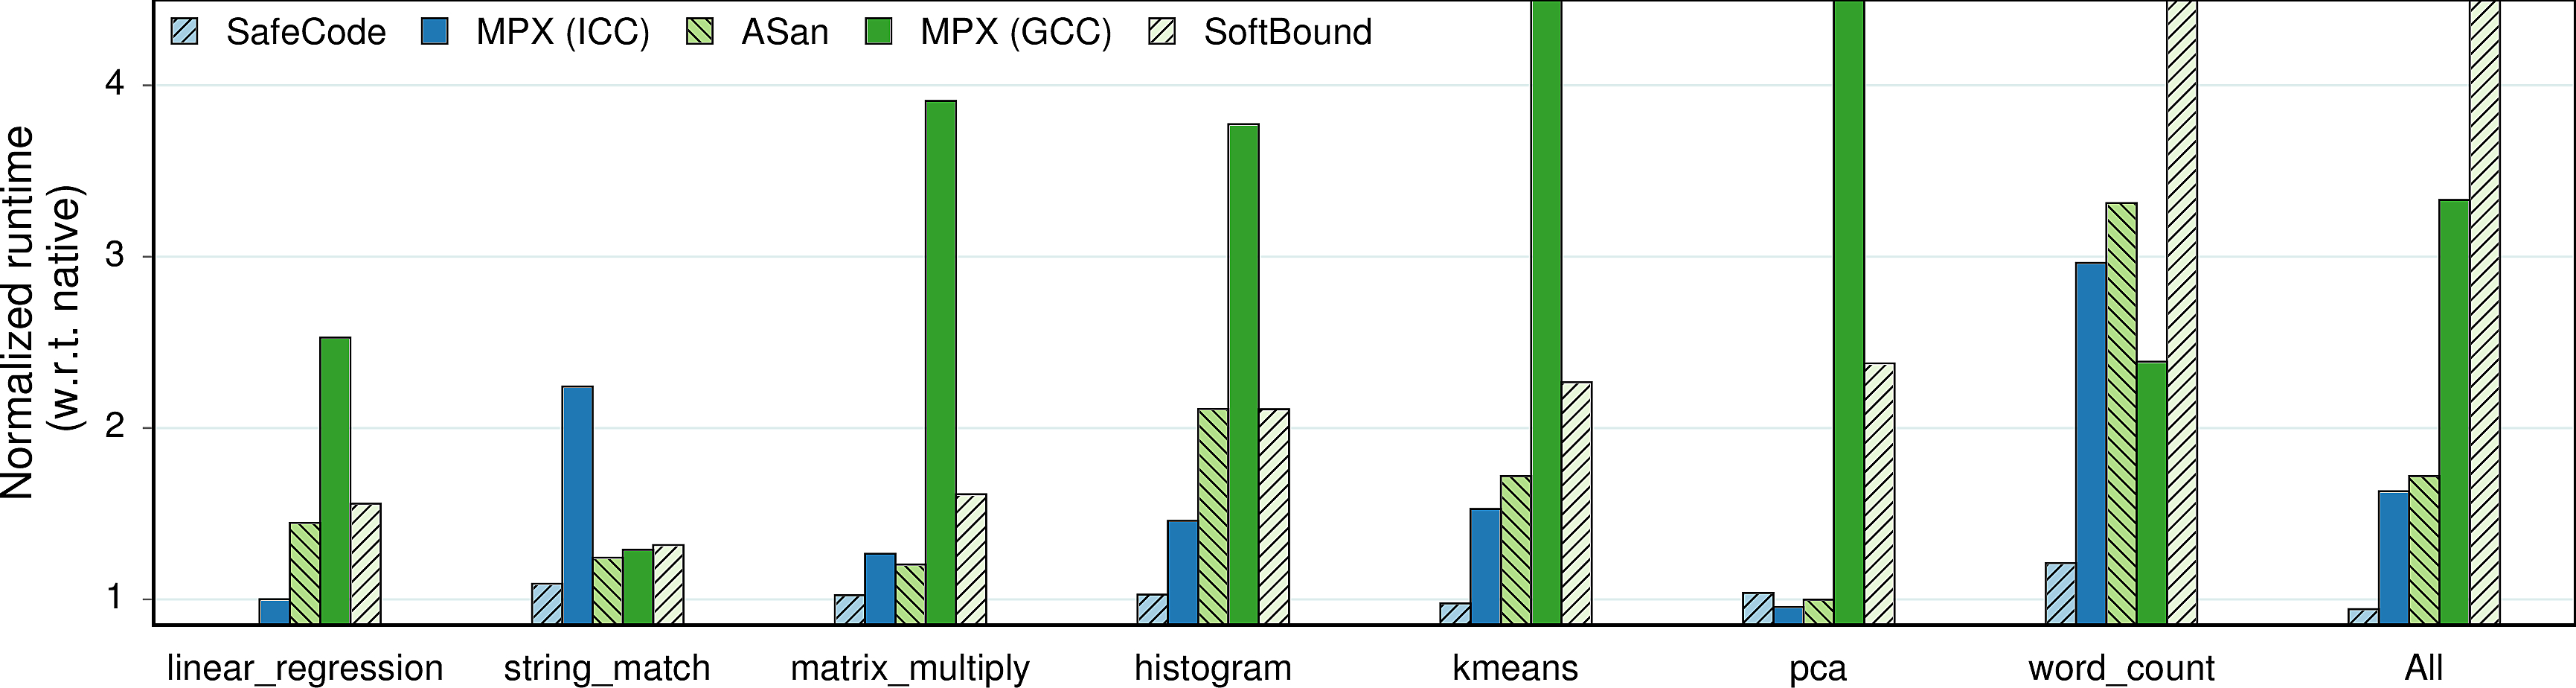 SafeCode MPX (ICC) ASan MPX (GCC) SoftBound
Normalized runtime
(w.r.t. native)
4
3
2
1
linear_regression string_match matrix_multiply histogram kmeans pca word_count All